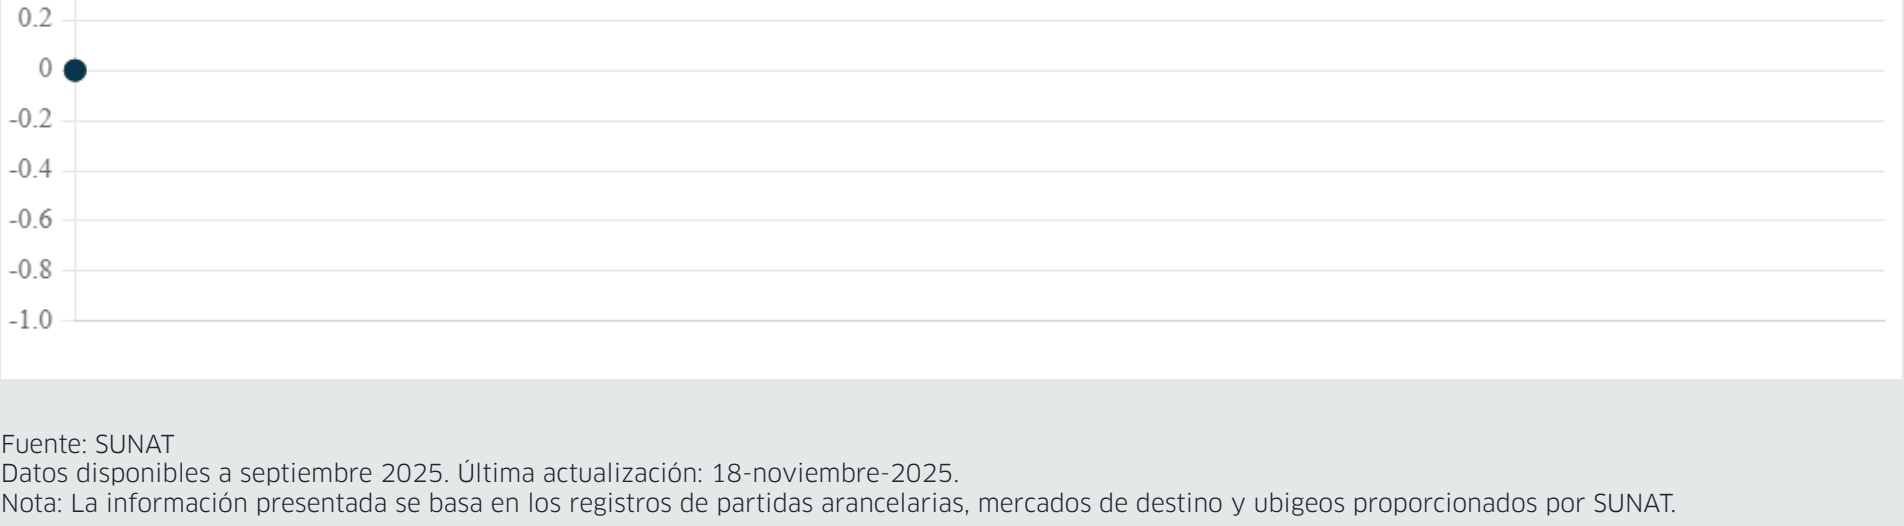 0.2
0
-0.2
-0.4
-0.6
-0.8
-1.0
Fuente: SUNAT
Datos disponibles a septiembre 2025. Última actualización: 18-noviembre-2025.
Nota: La información presentada se basa en los registros de partidas arancelarias, mercados de destino y ubigeos proporcionados por SUNAT.